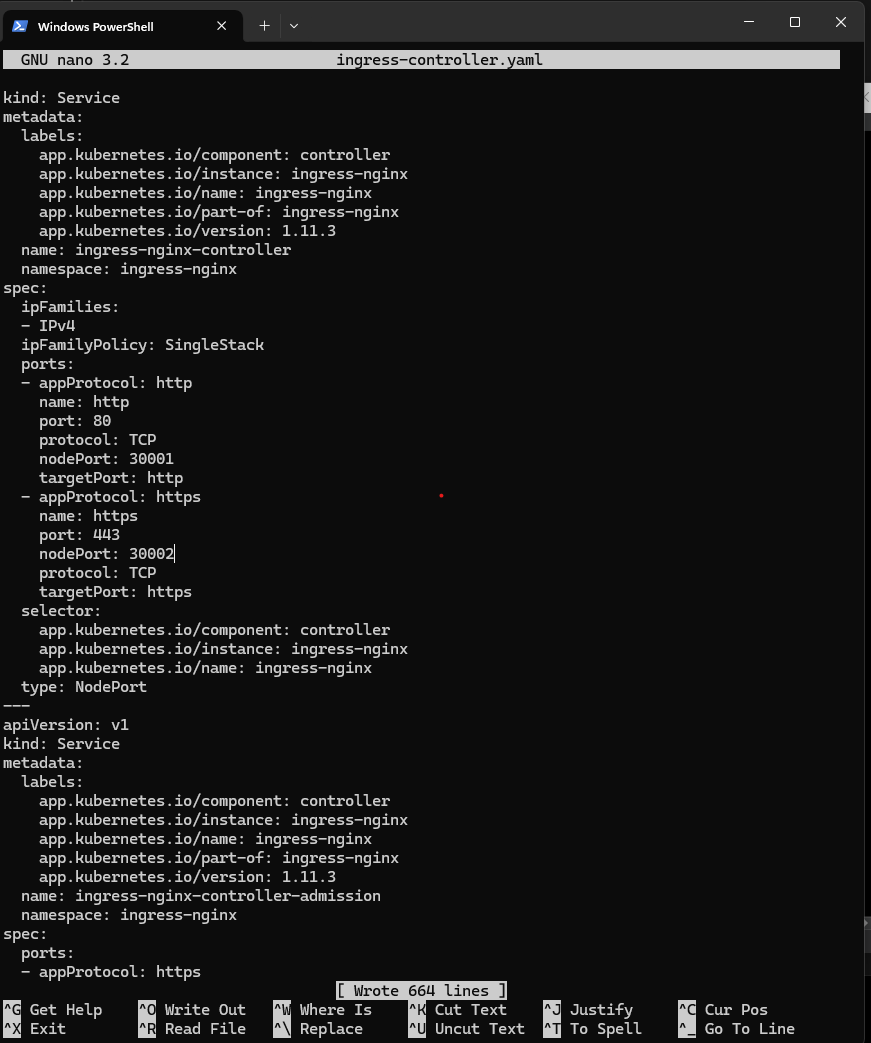 Windows PowerShell
GNU nano 3.2 ingress-controller.yaml
kind: Service
metadata:
  labels:
    app.kubernetes.io/component: controller
    app.kubernetes.io/instance: ingress-nginx
    app.kubernetes.io/name: ingress-nginx
    app.kubernetes.io/part-of: ingress-nginx
    app.kubernetes.io/version: 1.11.3
  name: ingress-nginx-controller
  namespace: ingress-nginx
spec:
  ipFamilies:
  - IPv4
  ipFamilyPolicy: SingleStack
  ports:
  - appProtocol: http
    name: http
    port: 80
    protocol: TCP
    nodePort: 30001
    targetPort: http
  - appProtocol: https
    name: https
    port: 443
    nodePort: 30002
    protocol: TCP
    targetPort: https
  selector:
    app.kubernetes.io/component: controller
    app.kubernetes.io/instance: ingress-nginx
    app.kubernetes.io/name: ingress-nginx
  type: NodePort
---
apiVersion: v1
kind: Service
metadata:
  labels:
    app.kubernetes.io/component: controller
    app.kubernetes.io/instance: ingress-nginx
    app.kubernetes.io/name: ingress-nginx
    app.kubernetes.io/part-of: ingress-nginx
    app.kubernetes.io/version: 1.11.3
  name: ingress-nginx-controller-admission
  namespace: ingress-nginx
spec:
  ports:
  - appProtocol: https
[ Wrote 664 lines ]
^G Get Help ^O Write Out ^W Where Is ^K Cut Text ^J Justify ^C Cur Pos
^X Exit ^R Read File ^\ Replace ^U Uncut Text ^T To Spell ^_ Go To Line